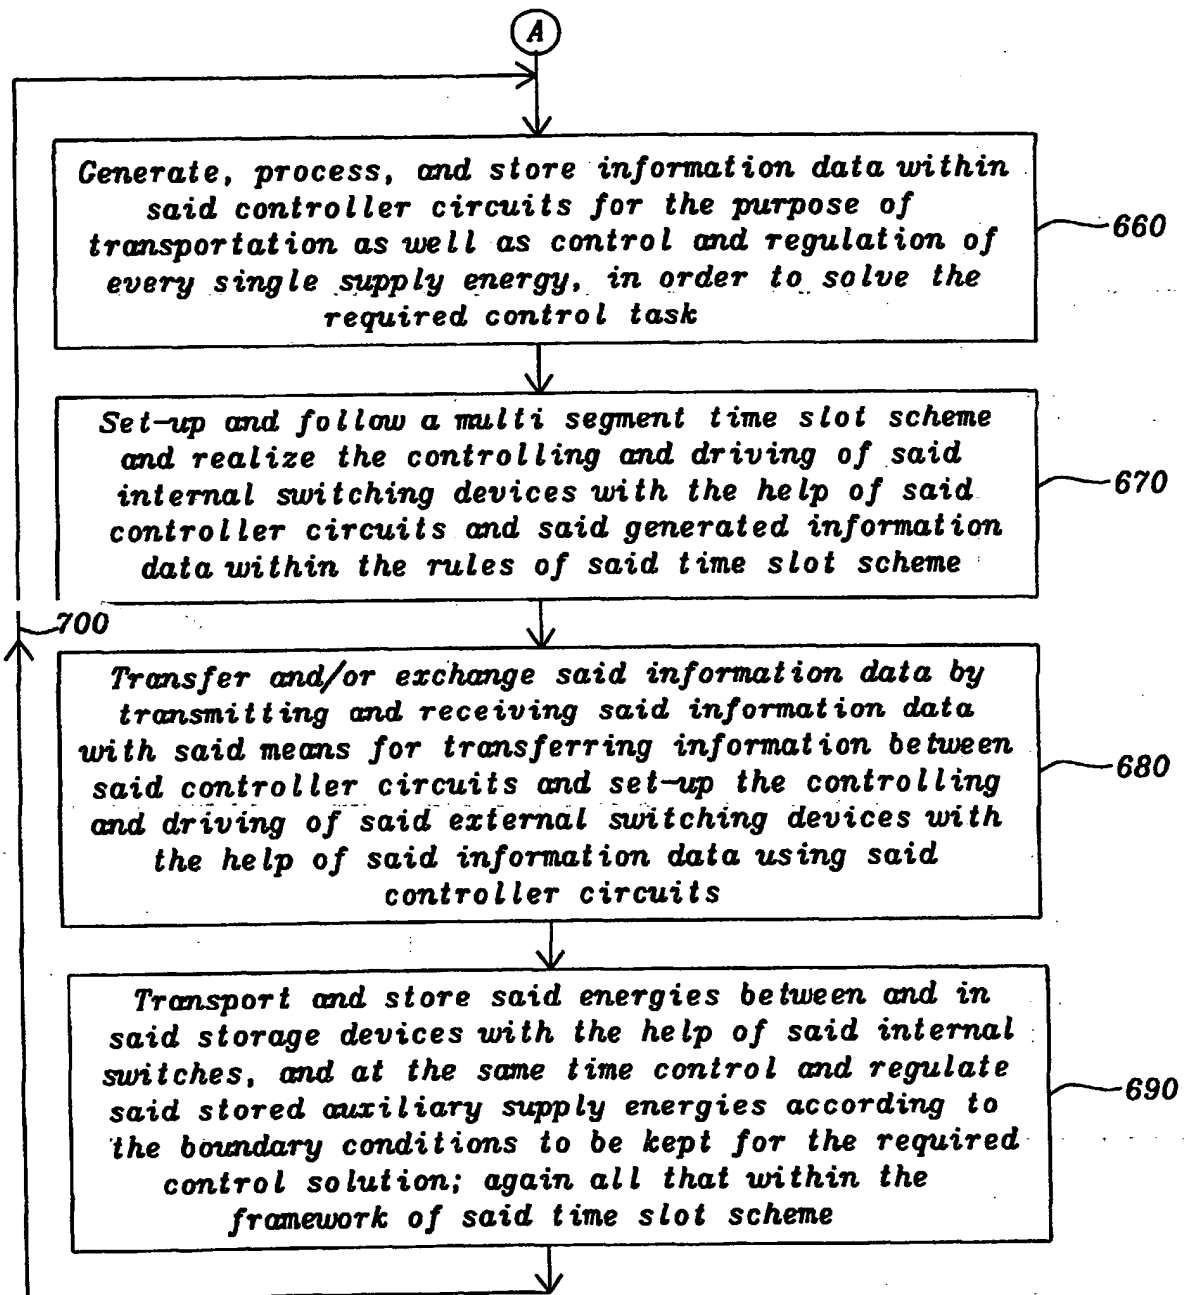 A
Generate, process, and store information data within
said controller circuits for the purpose of
transportation as well as control and regulation of
every single supply energy, in order to solve the
required control task
660
Set-up and follow a multi segment time slot scheme
and realize the controlling and driving of said
internal switching devices with the help of said
controller circuits and said generated information
data within the rules of said time slot scheme
670
700
Transfer and/or exchange said information data by
transmitting and receiving said information data
with said means for transferring information between
said controller circuits and set-up the controlling
and driving of said external switching devices with
the help of said information data using said
controller circuits
680
Transport and store said energies between and in
said storage devices with the help of said internal
switches, and at the same time control and regulate
said stored auxiliary supply energies according to
the boundary conditions to be kept for the required
control solution; again all that within the
framework of said time slot scheme
690